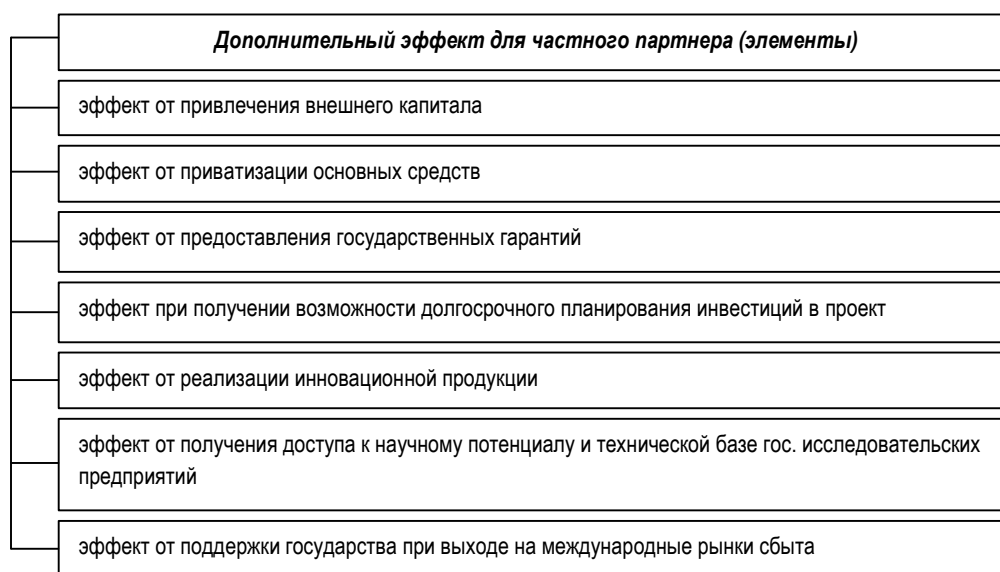 Дополнительный эффект для частного партнера (элементы)
эффект от привлечения внешнего капитала
эффект от приватизации основных средств
эффект от предоставления государственных гарантий
эффект при получении возможности долгосрочного планирования инвестиций в проект
эффект от реализации инновационной продукции
эффект от получения доступа к научному потенциалу и технической базе гос. исследовательских
предприятий
эффект от поддержки государства при выходе на международные рынки сбыта